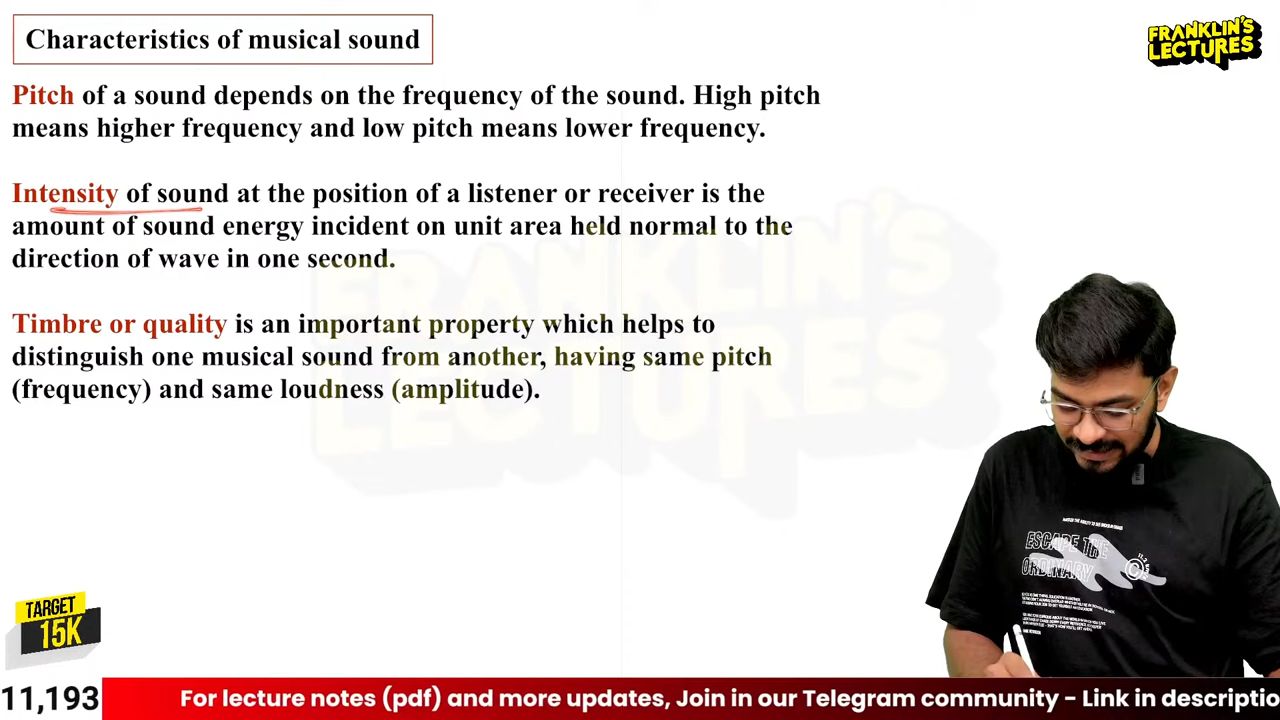 Characteristics of musical sound
FRANKLIN'S
LECTURES
Pitch of a sound depends on the frequency of the sound. High pitch
means higher frequency and low pitch means lower frequency.
Intensity of sound at the position of a listener or receiver is the
amount of sound energy incident on unit area held normal to the
direction of wave in one second.
Timbre or quality is an important property which helps to
distinguish one musical sound from another, having same pitch
(frequency) and same loudness (amplitude).
FRANKLIN'S
LECTURES
ESCAPE THE
ORDINARY
TARGET
15K
11,193
For lecture notes (pdf) and more updates, Join in our Telegram community - Link in descriptio